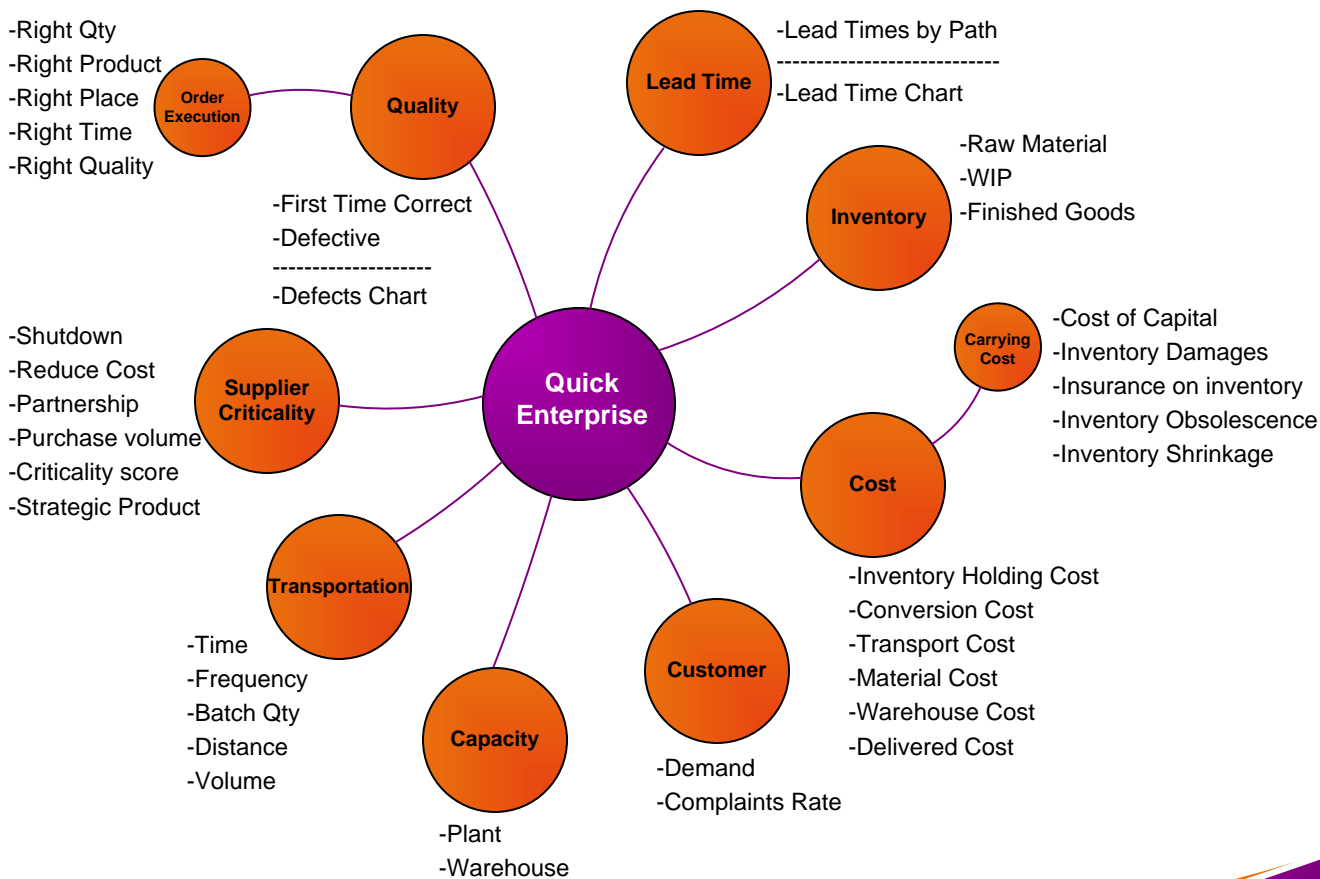 -Right Qty
-Right Product
-Right Place
-Right Time
-Right Quality
Order
Execution
Quality
-First Time Correct
-Defective
--------------------
-Defects Chart
Lead Time
-Lead Times by Path
----------------------------
-Lead Time Chart
Inventory
-Raw Material
-WIP
-Finished Goods
Quick
Enterprise
Carrying
Cost
-Cost of Capital
-Inventory Damages
-Insurance on inventory
-Inventory Obsolescence
-Inventory Shrinkage
-Shutdown
-Reduce Cost
-Partnership
-Purchase volume
-Criticality score
-Strategic Product
Supplier
Criticality
Cost
-Inventory Holding Cost
-Conversion Cost
-Transport Cost
-Material Cost
-Warehouse Cost
-Delivered Cost
Transportation
-Time
-Frequency
-Batch Qty
-Distance
-Volume
Capacity
-Plant
-Warehouse
Customer
-Demand
-Complaints Rate